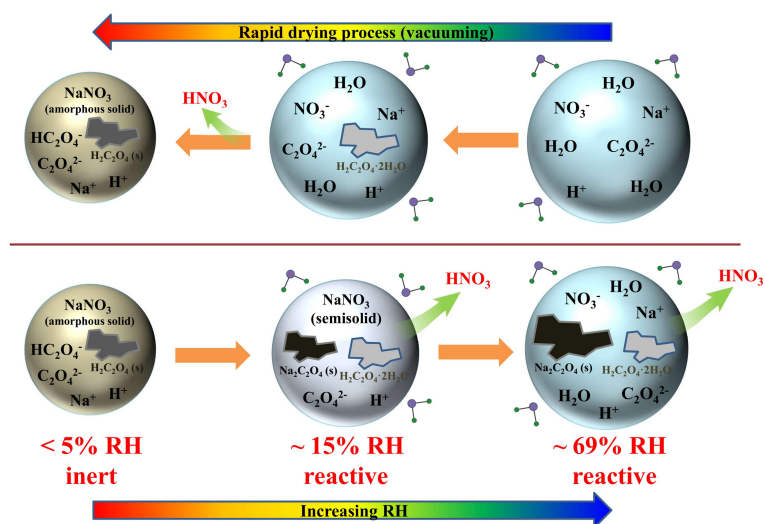 Rapid drying process (vacuuming)
NaNO₃
(amorphous solid)
HC₂O₄⁻
H₂C₂O₄ (s)
C₂O₄²⁻
Na⁺ H⁺
HNO₃
H₂O
NO₃⁻ Na⁺
C₂O₄²⁻
H₂C₂O₄·2H₂O
H₂O H⁺
H₂O
NO₃⁻ Na⁺
H₂O C₂O₄²⁻
H⁺ H₂O
NaNO₃
(amorphous solid)
HC₂O₄⁻
H₂C₂O₄ (s)
C₂O₄²⁻
Na⁺ H⁺
HNO₃
NaNO₃
(semisolid)
Na₂C₂O₄ (s) H₂C₂O₄·2H₂O
C₂O₄²⁻ H⁺
HNO₃
H₂O
NO₃⁻ Na⁺
Na₂C₂O₄ (s) H₂C₂O₄·2H₂O
H₂O C₂O₄²⁻
H⁺
< 5% RH
inert
~ 15% RH
reactive
~ 69% RH
reactive
Increasing RH